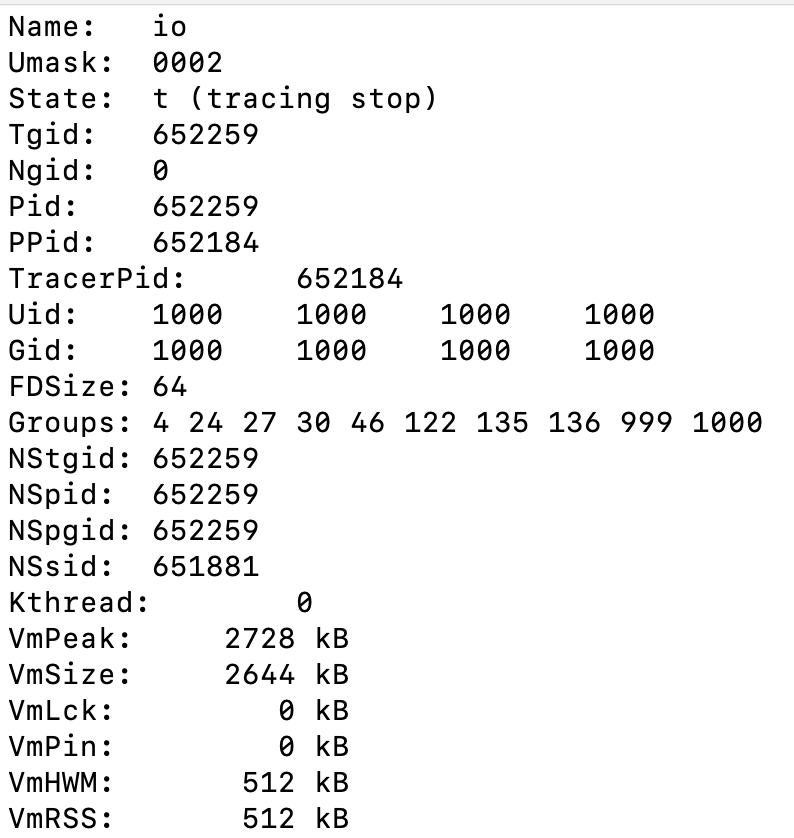 Name:   io
Umask:  0002
State:  t (tracing stop)
Tgid:   652259
Ngid:   0
Pid:    652259
PPid:   652184
TracerPid:      652184
Uid:    1000    1000    1000    1000
Gid:    1000    1000    1000    1000
FDSize: 64
Groups: 4 24 27 30 46 122 135 136 999 1000
NStgid: 652259
NSpid:  652259
NSpgid: 652259
NSsid:  651881
Kthread:        0
VmPeak:     2728 kB
VmSize:     2644 kB
VmLck:         0 kB
VmPin:         0 kB
VmHWM:       512 kB
VmRSS:       512 kB